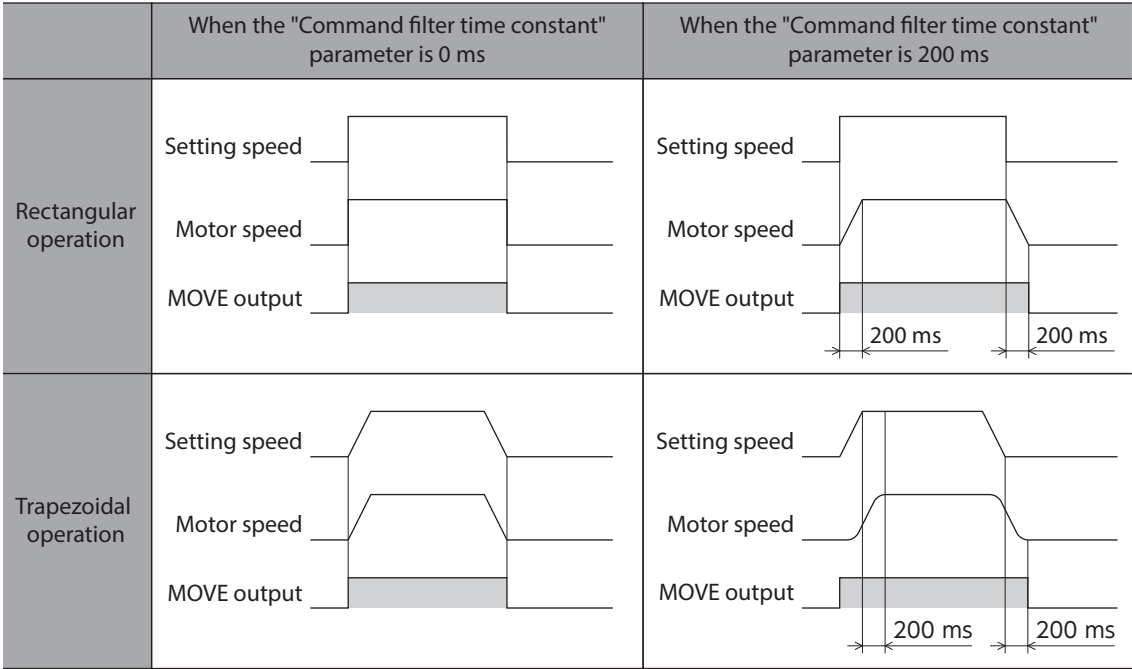 When the "Command filter time constant"
parameter is 0 ms
When the "Command filter time constant"
parameter is 200 ms
Rectangular
operation
Setting speed
Motor speed
MOVE output
Setting speed
Motor speed
MOVE output
200 ms
200 ms
Trapezoidal
operation
Setting speed
Motor speed
MOVE output
Setting speed
Motor speed
MOVE output
200 ms
200 ms